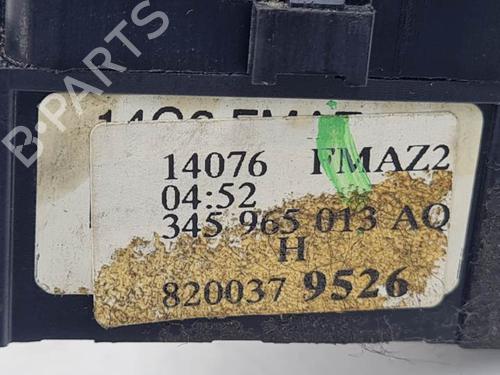 B-PARTS
14076 FMAZ2
04:52
345 965 013 AQ
H
820037 9526